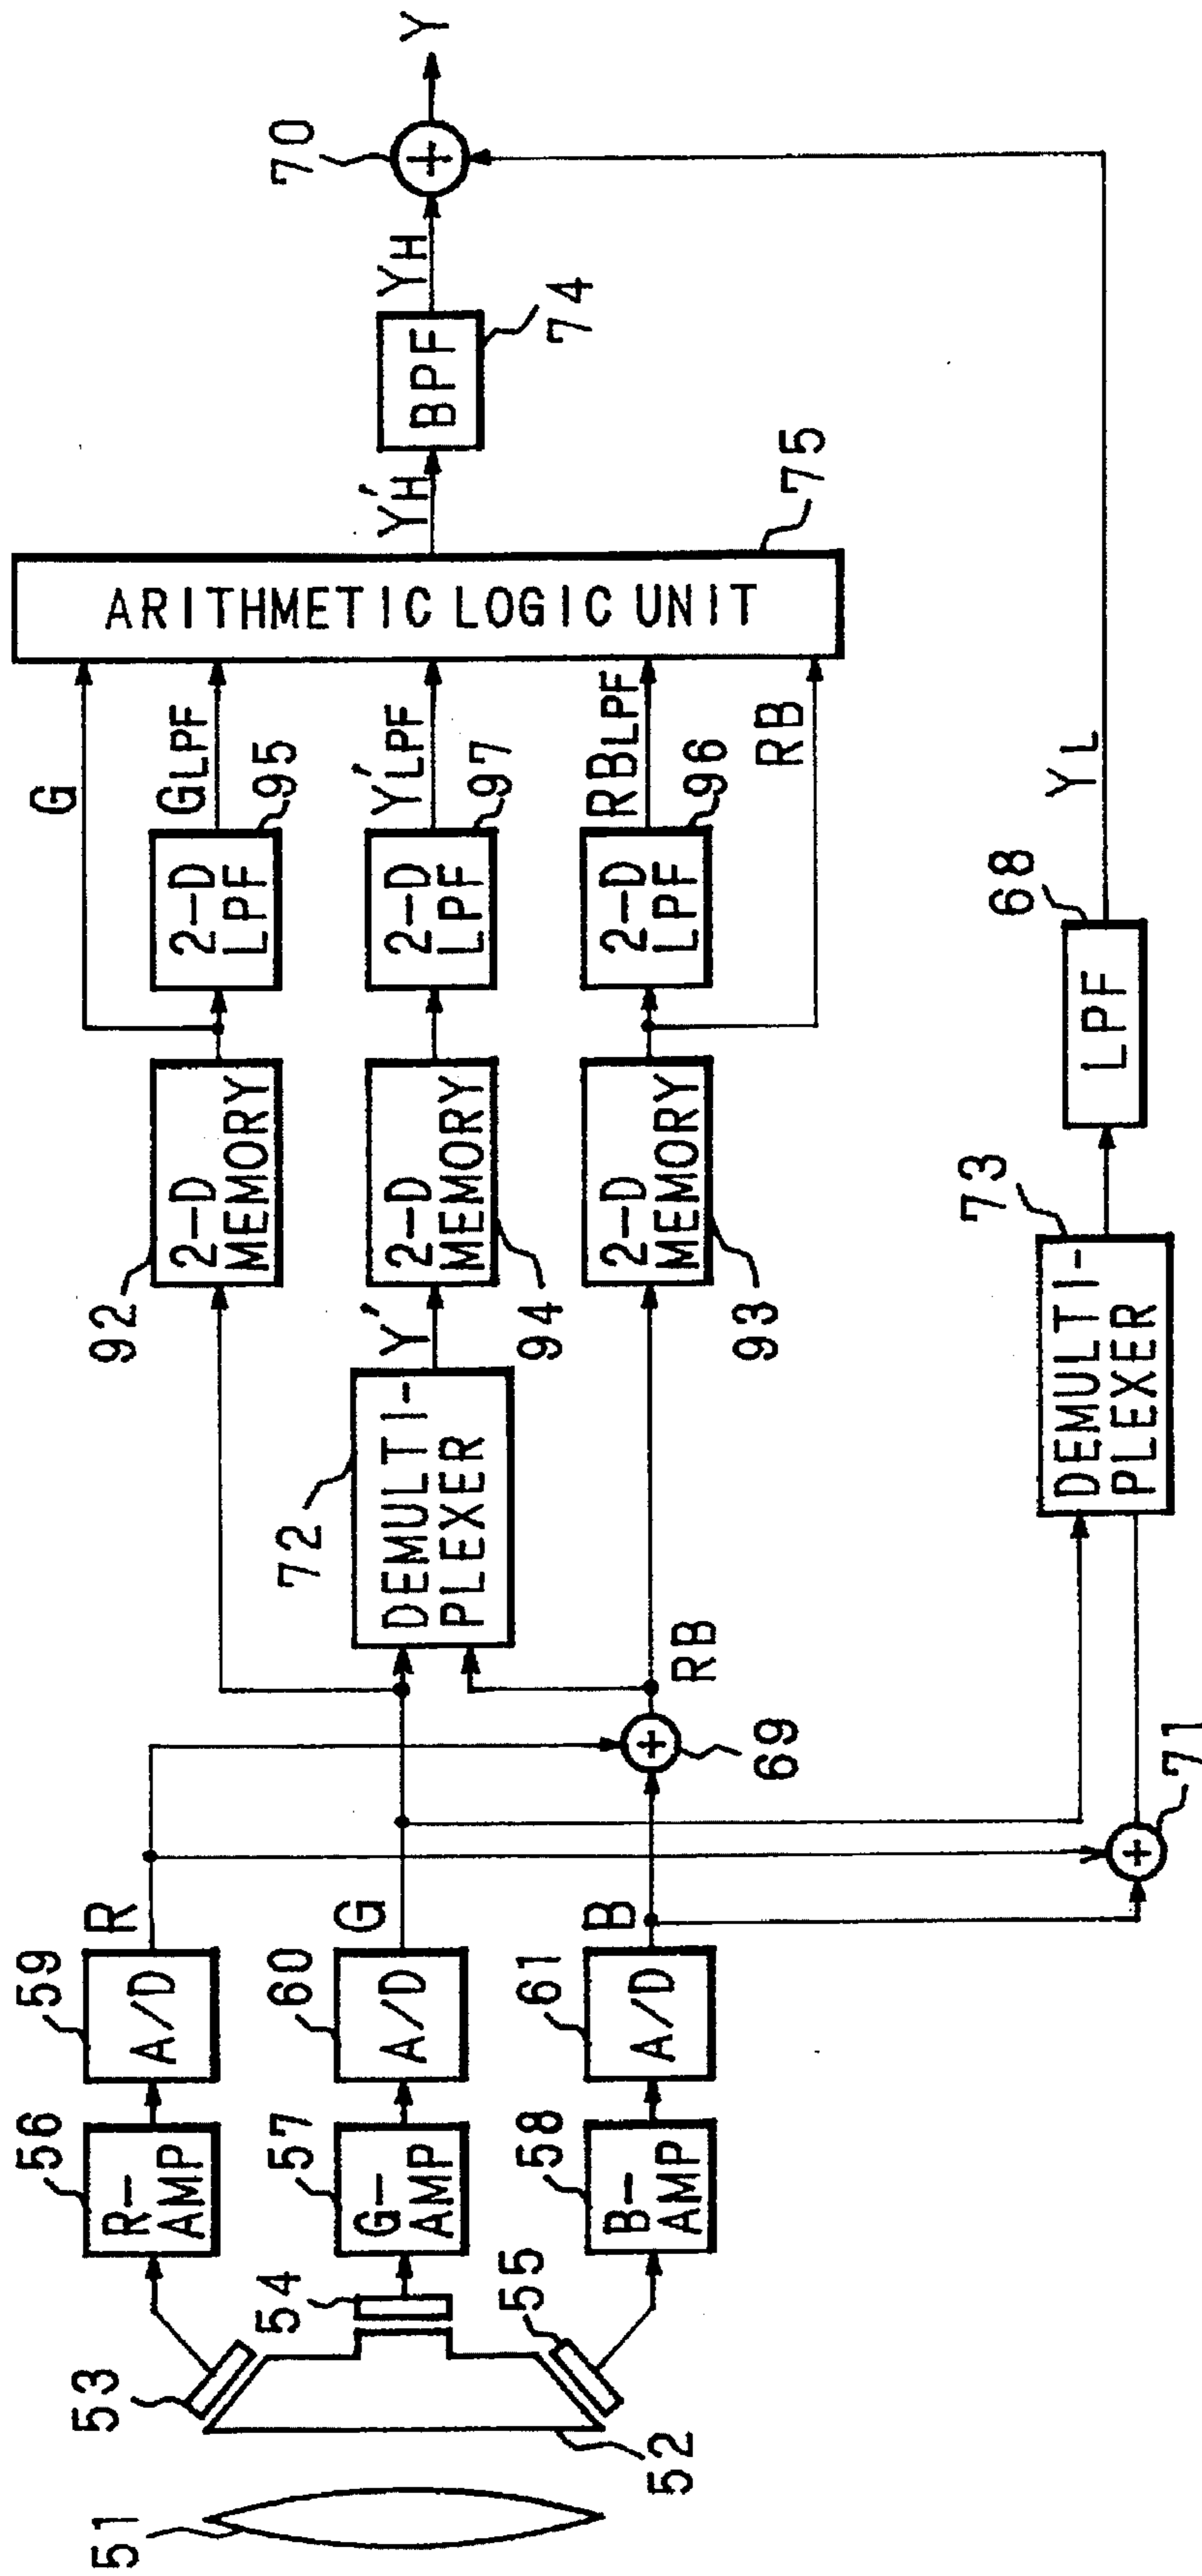 51
52
53
54
55
56
R-
AMP
57
G-
AMP
58
B-
AMP
59
A/D
R
60
A/D
G
61
A/D
B
69
RB
71
72
DEMULTI-
PLEXER
Y'
73
DEMULTI-
PLEXER
92
2-D
MEMORY
94
2-D
MEMORY
93
2-D
MEMORY
68
LPF
YL
G
2-D
LPF
95
GLPF
2-D
LPF
97
Y'LPF
2-D
LPF
96
RBLPF
RB
ARITHMETIC LOGIC UNIT
75
Y'H
BPF
74
YH
70
Y